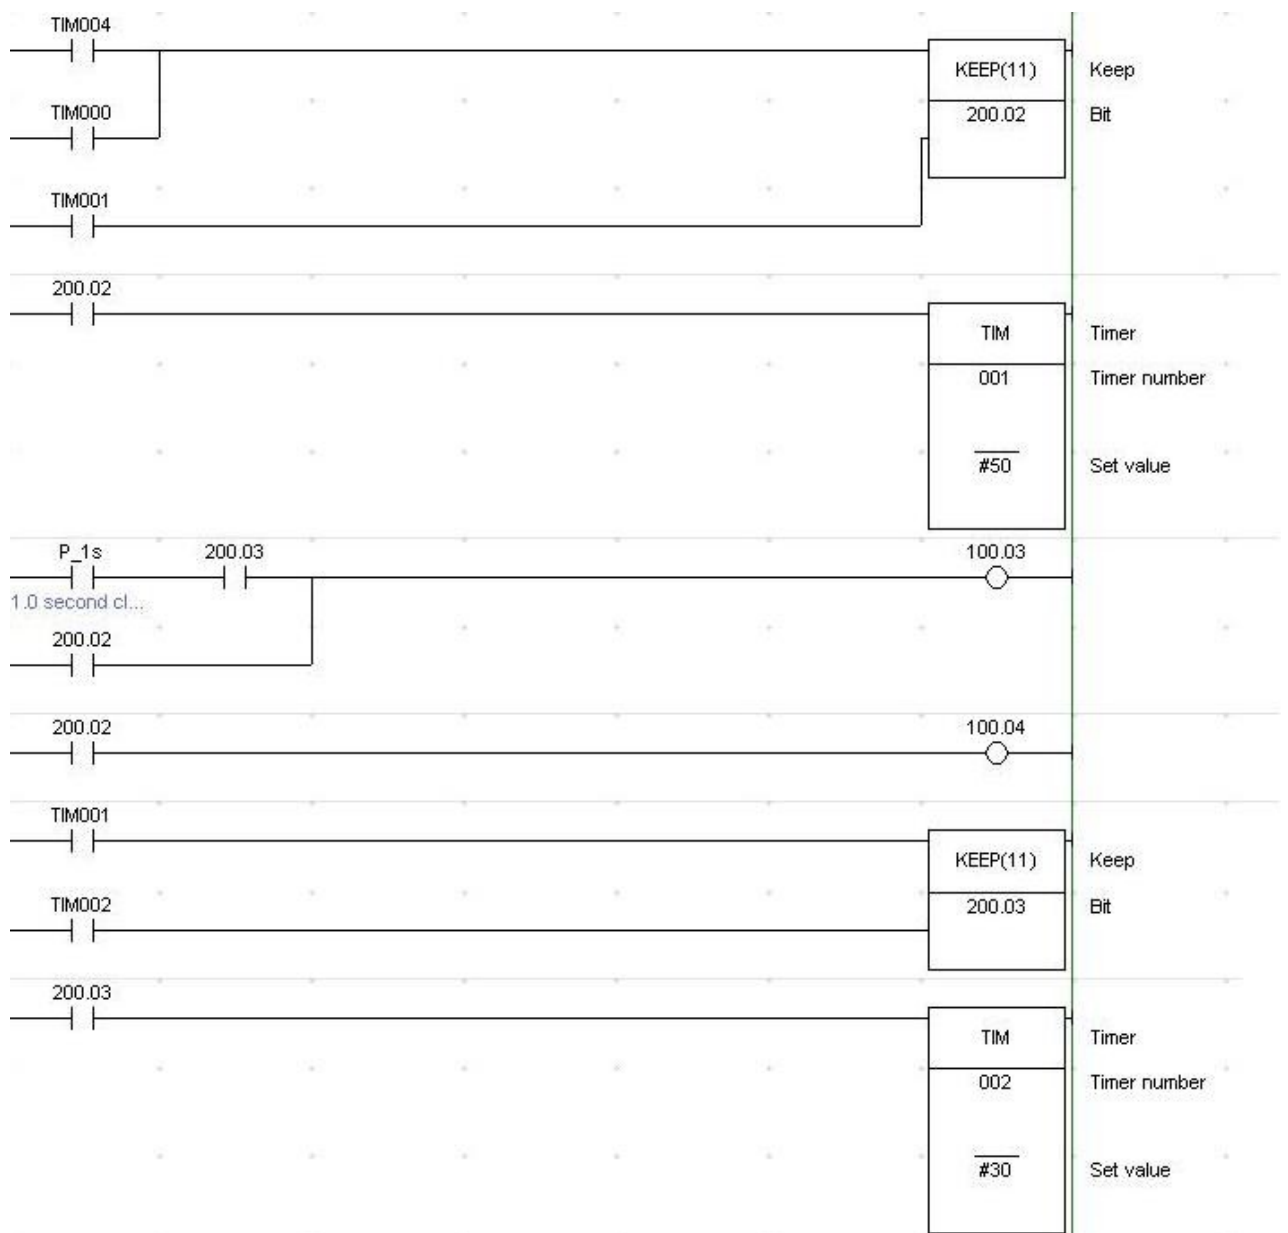 TIM004
KEEP(11) Keep
TIM000
200.02 Bit
TIM001
200.02
TIM Timer
001 Timer number
#50 Set value
P_1s 200.03 100.03
1.0 second cl...
200.02
200.02 100.04
TIM001
KEEP(11) Keep
TIM002
200.03 Bit
200.03
TIM Timer
002 Timer number
#30 Set value